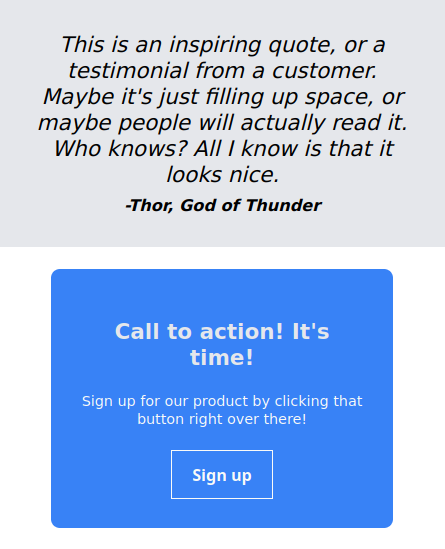 This is an inspiring quote, or a
testimonial from a customer.
Maybe it's just filling up space, or
maybe people will actually read it.
Who knows? All I know is that it
looks nice.
-Thor, God of Thunder
Call to action! It's
time!
Sign up for our product by clicking that
button right over there!
Sign up